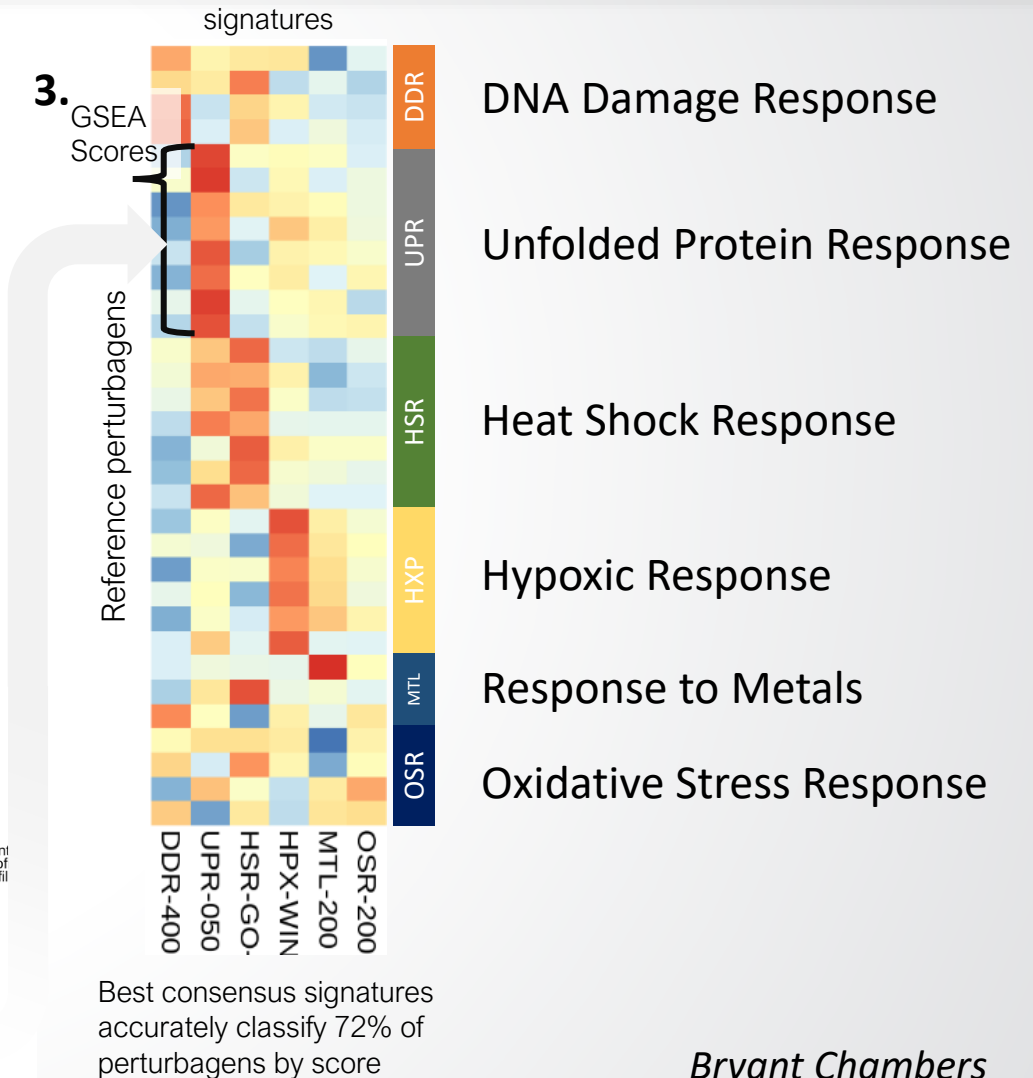 signatures
3.
GSEA
Scores
Reference perturbagens
DDR
UPR
HSR
HXP
MTL
OSR
DNA Damage Response
Unfolded Protein Response
Heat Shock Response
Hypoxic Response
Response to Metals
Oxidative Stress Response
DDR-400
UPR-050
HSR-GO-
HPX-WIN
MTL-200
OSR-200
of
Best consensus signatures
accurately classify 72% of
perturbagens by score
Bryant Chambers